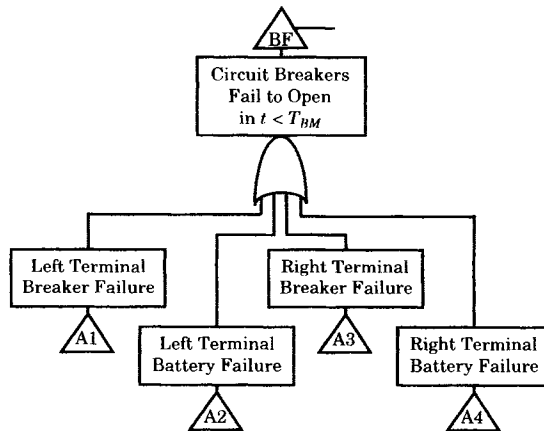 BF
Circuit Breakers
Fail to Open
in t < T_BM
Left Terminal
Breaker Failure
A1
Right Terminal
Breaker Failure
A3
Left Terminal
Battery Failure
A2
Right Terminal
Battery Failure
A4